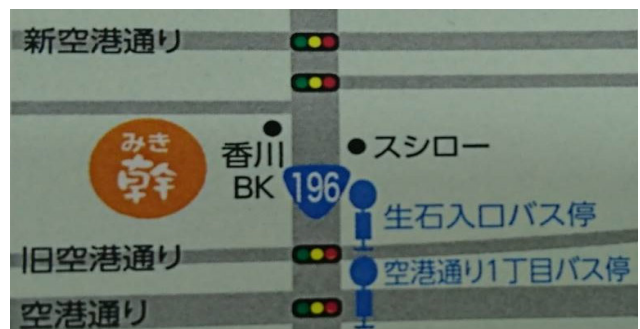 新空港通り
みき
幹
香川
BK
スシロー
196
生石入口バス停
旧空港通り
空港通り1丁目バス停
空港通り